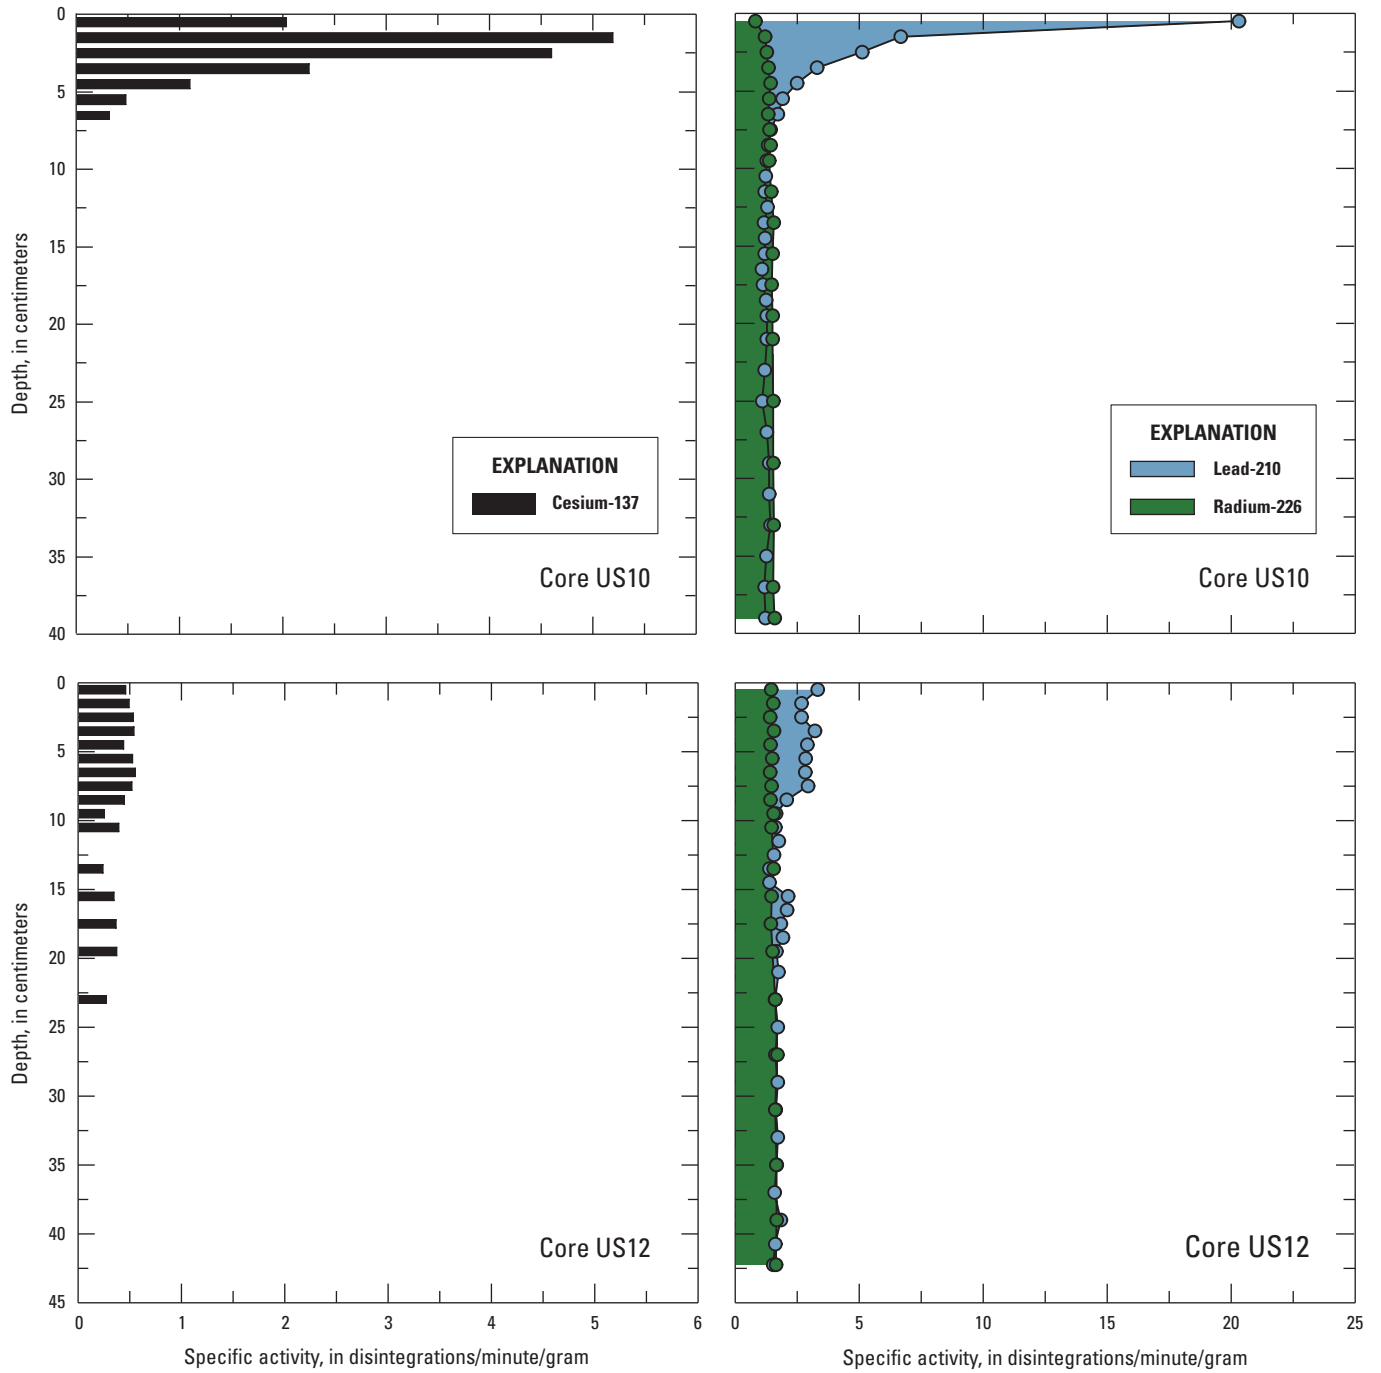 0
5
10
15
20
25
30
35
40
Depth, in centimeters
EXPLANATION
Cesium-137
Core US10
EXPLANATION
Lead-210
Radium-226
Core US10
0
5
10
15
20
25
30
35
40
45
Depth, in centimeters
Core US12
0 1 2 3 4 5 6
Specific activity, in disintegrations/minute/gram
Core US12
0 5 10 15 20 25
Specific activity, in disintegrations/minute/gram